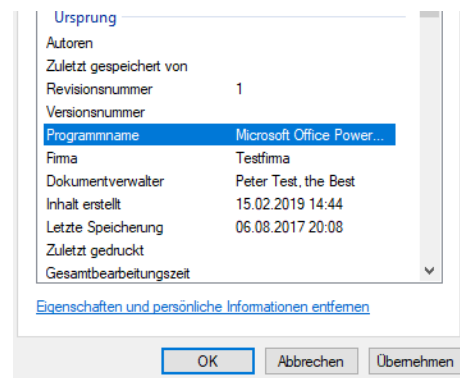 Ursprung
Autoren
Zuletzt gespeichert von
Revisionsnummer 1
Versionsnummer
Programmname Microsoft Office Power...
Firma Testfirma
Dokumentverwalter Peter Test, the Best
Inhalt erstellt 15.02.2019 14:44
Letzte Speicherung 06.08.2017 20:08
Zuletzt gedruckt
Gesamtbearbeitungszeit
Eigenschaften und persönliche Informationen entfernen
OK Abbrechen Übernehmen